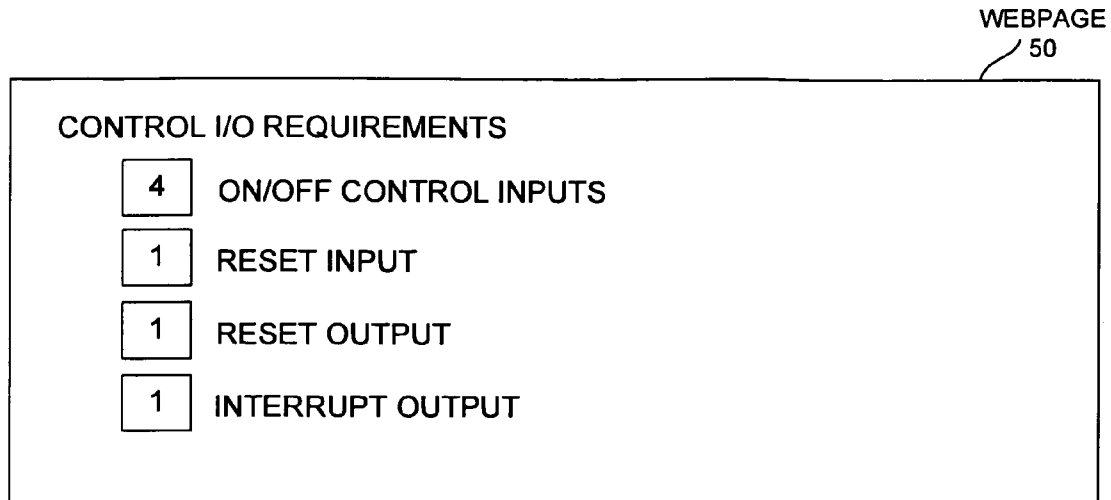 WEBPAGE
50
CONTROL I/O REQUIREMENTS
4 ON/OFF CONTROL INPUTS
1 RESET INPUT
1 RESET OUTPUT
1 INTERRUPT OUTPUT